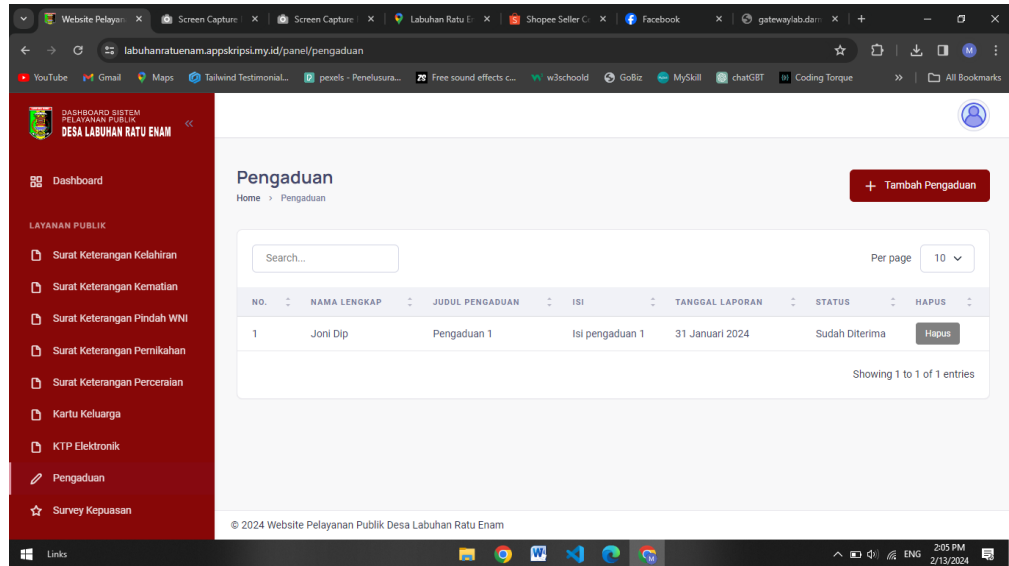 Website Pelayan
Screen Capture
Screen Capture
Labuhan Ratu E
Shopee Seller Ce
Facebook
gatewaylab.dam
labuhanratuenam.appskripsi.my.id/panel/pengaduan
M
YouTube
Gmail
Maps
Tailwind Testimonial...
pexels - Penelusura...
Free sound effects c...
w3schoold
GoBiz
MySkill
chatGBT
Coding Torque
All Bookmarks
DASHBOARD SISTEM
PELAYANAN PUBLIK
DESA LABUHAN RATU ENAM
Dashboard
LAYANAN PUBLIK
Surat Keterangan Kelahiran
Surat Keterangan Kematian
Surat Keterangan Pindah WNI
Surat Keterangan Pernikahan
Surat Keterangan Perceraian
Kartu Keluarga
KTP Elektronik
Pengaduan
Survey Kepuasan
Pengaduan
Home > Pengaduan
+ Tambah Pengaduan
Search...
Per page 10
NO. NAMA LENGKAP JUDUL PENGADUAN ISI TANGGAL LAPORAN STATUS HAPUS
1 Joni Dip Pengaduan 1 Isi pengaduan 1 31 Januari 2024 Sudah Diterima Hapus
Showing 1 to 1 of 1 entries
© 2024 Website Pelayanan Publik Desa Labuhan Ratu Enam
Links
ENG
2:05 PM
2/13/2024